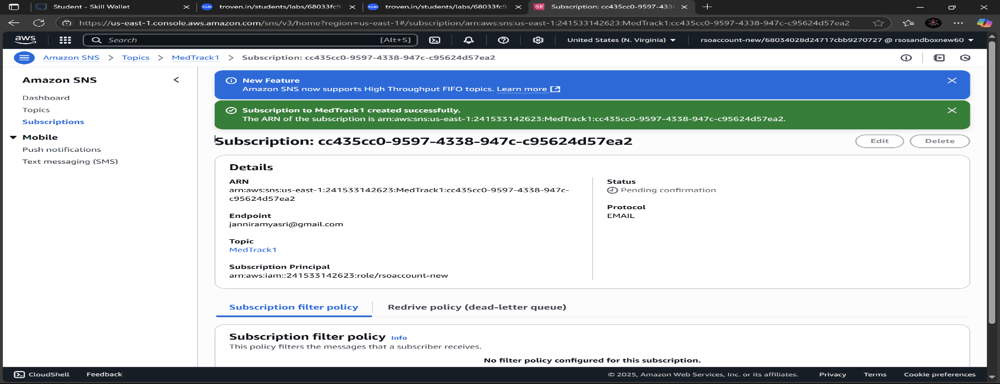 Student - Skill Wallet
troven.in/students/labs/68033fc9
troven.in/students/labs/68033fc9
Subscription: cc435cc0-9597-433
https://us-east-1.console.aws.amazon.com/sns/v3/home?region=us-east-1#/subscription/arn:aws:sns:us-east-1:241533142623:MedTrack1:cc435cc0-9597-4338-947c-c95624d57ea2
aws
Search
[Alt+S]
United States (N. Virginia)
rsoaccount-new/68034028d24717cbb9270727 @ rsosandboxnew60
Amazon SNS > Topics > MedTrack1 > Subscription: cc435cc0-9597-4338-947c-c95624d57ea2
Amazon SNS
Dashboard
Topics
Subscriptions
Mobile
Push notifications
Text messaging (SMS)
New Feature
Amazon SNS now supports High Throughput FIFO topics. Learn more
Subscription to MedTrack1 created successfully.
The ARN of the subscription is arn:aws:sns:us-east-1:241533142623:MedTrack1:cc435cc0-9597-4338-947c-c95624d57ea2.
Subscription: cc435cc0-9597-4338-947c-c95624d57ea2
Edit
Delete
Details
ARN
arn:aws:sns:us-east-1:241533142623:MedTrack1:cc435cc0-9597-4338-947c-
c95624d57ea2
Endpoint
janniramyasri@gmail.com
Topic
MedTrack1
Subscription Principal
arn:aws:iam::241533142623:role/rsoaccount-new
Status
Pending confirmation
Protocol
EMAIL
Subscription filter policy
Redrive policy (dead-letter queue)
Subscription filter policy Info
This policy filters the messages that a subscriber receives.
No filter policy configured for this subscription.
CloudShell
Feedback
© 2025, Amazon Web Services, Inc. or its affiliates.
Privacy
Terms
Cookie preferences